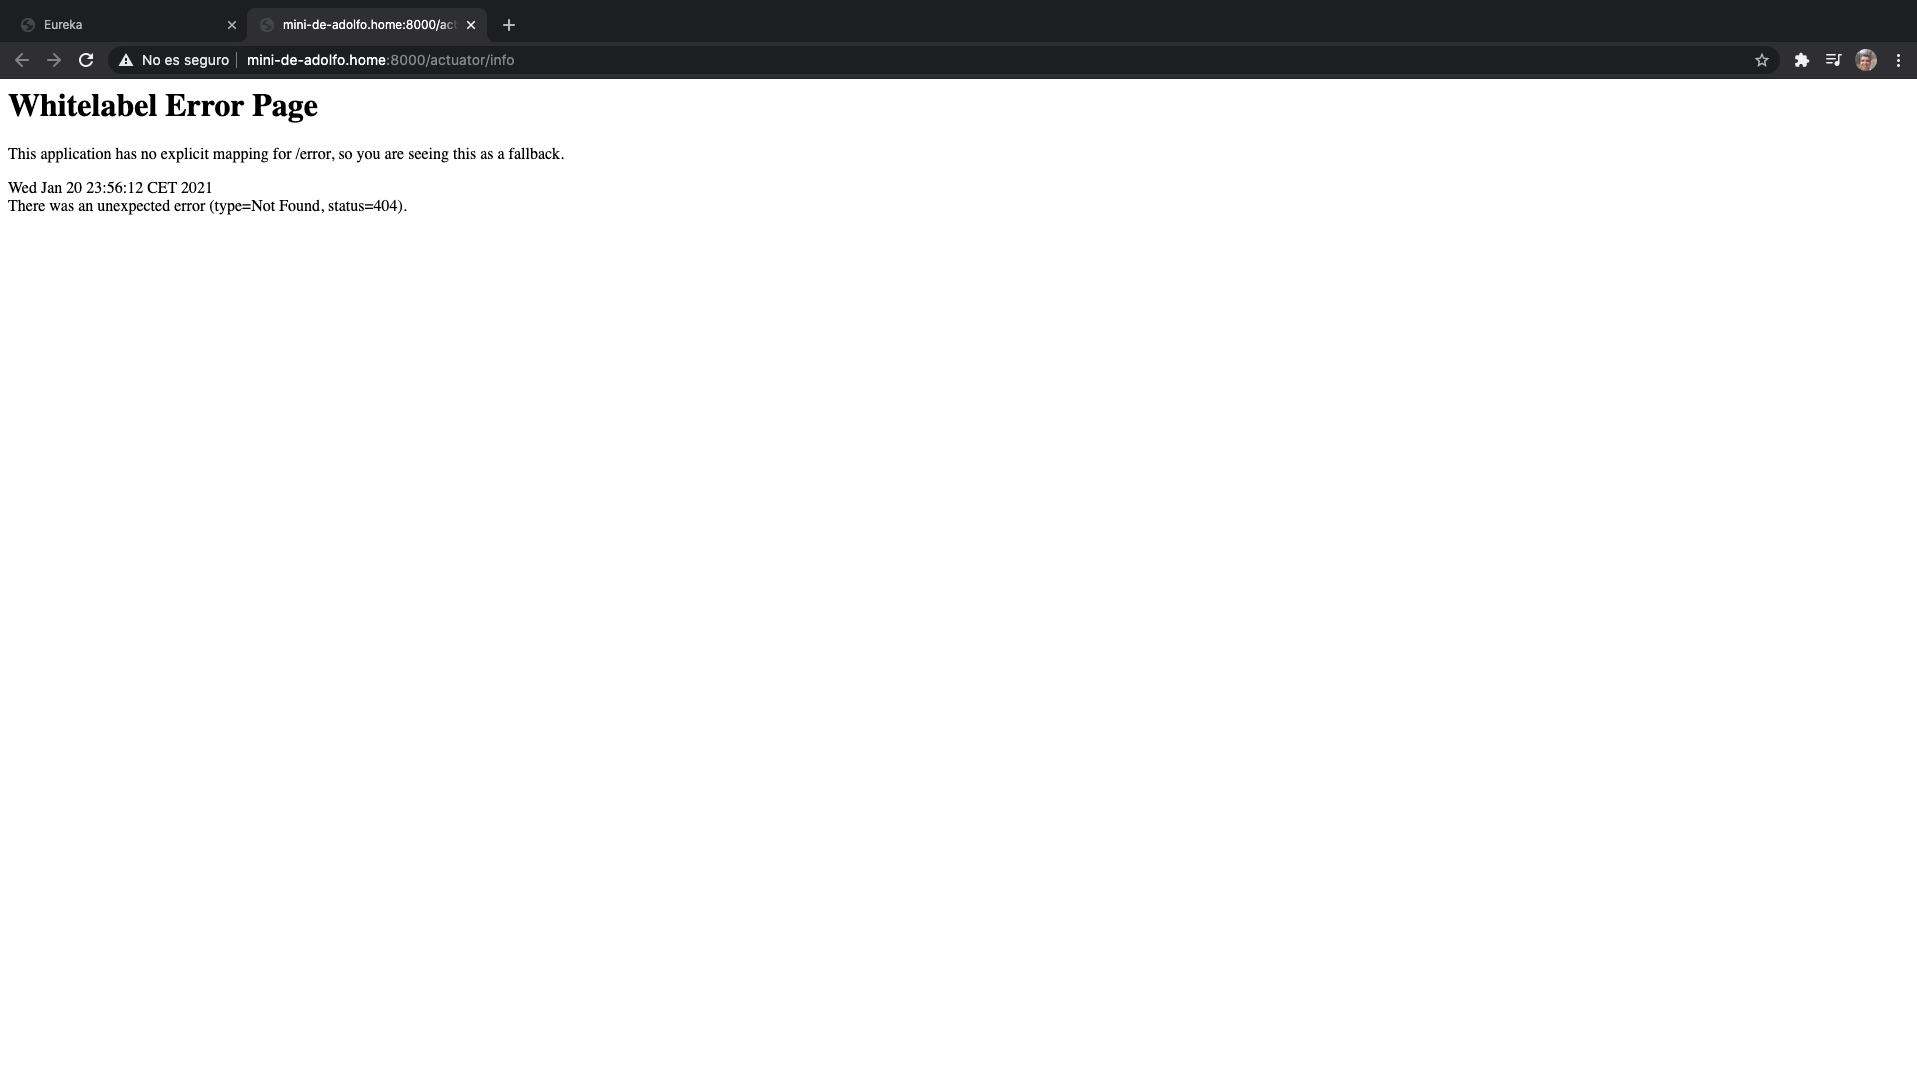 Eureka
mini-de-adolfo.home:8000/act
No es seguro
mini-de-adolfo.home:8000/actuator/info
Whitelabel Error Page
This application has no explicit mapping for /error, so you are seeing this as a fallback.
Wed Jan 20 23:56:12 CET 2021
There was an unexpected error (type=Not Found, status=404).